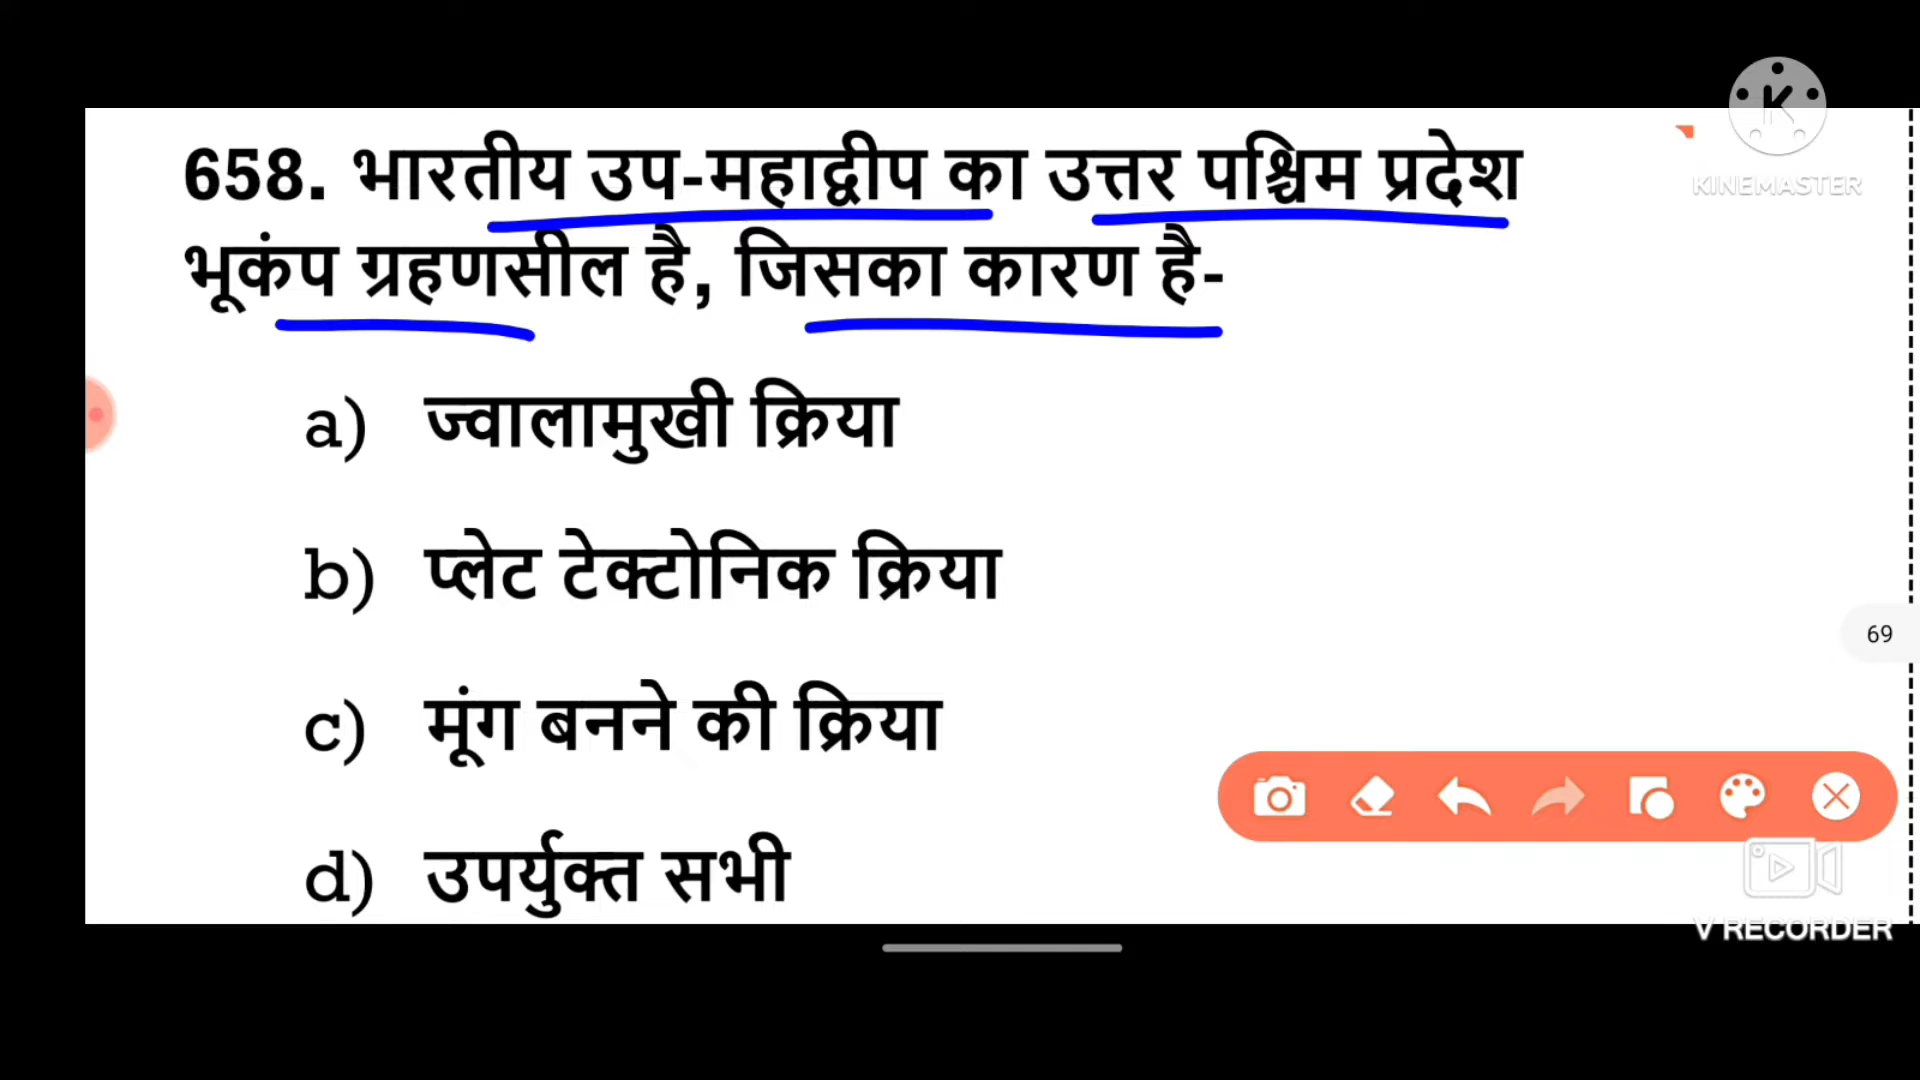 KINEMASTER
658. भारतीय उप-महाद्वीप का उत्तर पश्चिम प्रदेश
भूकंप ग्रहणसील है, जिसका कारण है-
a) ज्वालामुखी क्रिया
b) प्लेट टेक्टोनिक क्रिया
69
c) मूंग बनने की क्रिया
d) उपर्युक्त सभी
V RECORDER